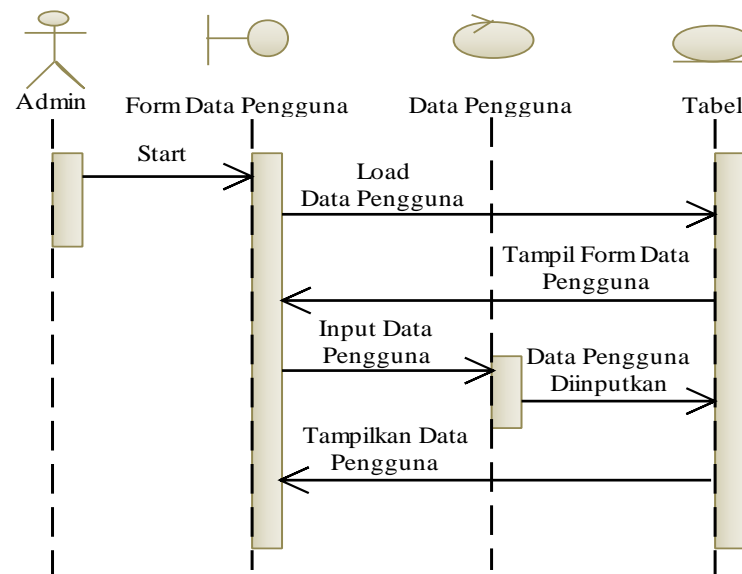 Admin
Form Data Pengguna
Data Pengguna
Tabel
Start
Load
Data Pengguna
Tampil Form Data
Pengguna
Input Data
Pengguna
Data Pengguna
Diinputkan
Tampilkan Data
Pengguna